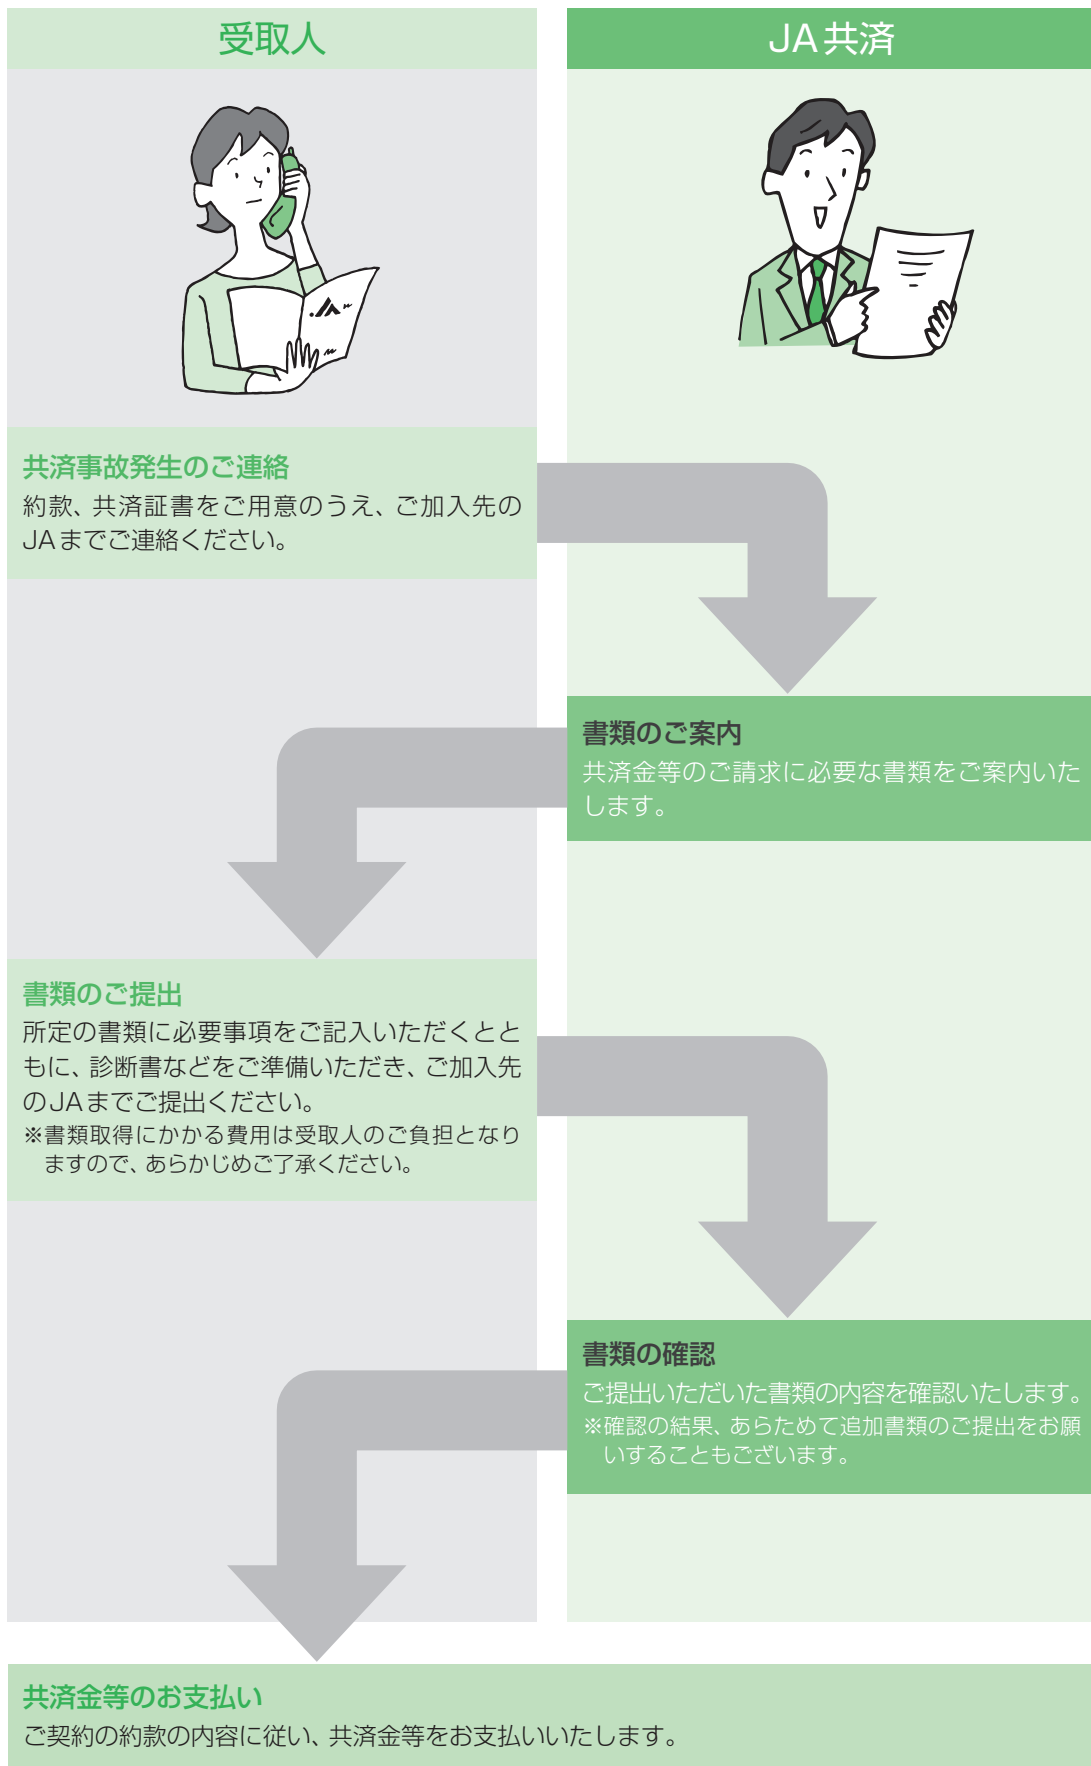 受取人
JA共済
共済事故発生のご連絡
約款、共済証書をご用意のうえ、ご加入先の
JAまでご連絡ください。
書類のご案内
共済金等のご請求に必要な書類をご案内いた
します。
書類のご提出
所定の書類に必要事項をご記入いただくとと
もに、診断書などをご準備いただき、ご加入先
のJAまでご提出ください。
※書類取得にかかる費用は受取人のご負担となり
ますので、あらかじめご了承ください。
書類の確認
ご提出いただいた書類の内容を確認いたします。
※確認の結果、あらためて追加書類のご提出をお願
いすることもございます。
共済金等のお支払い
ご契約の約款の内容に従い、共済金等をお支払いいたします。